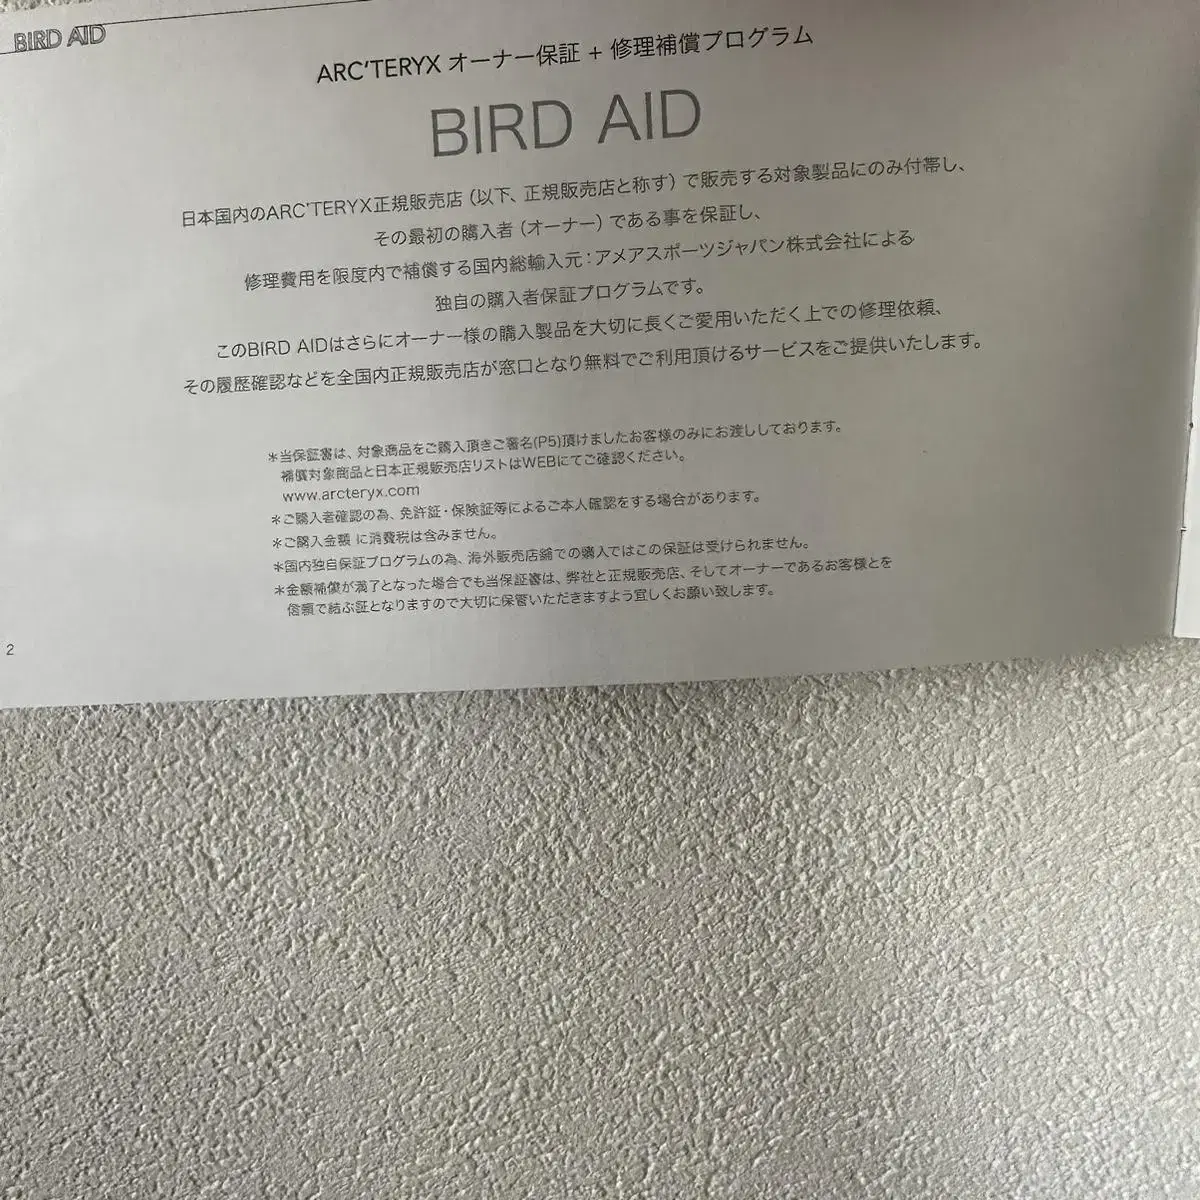 BIRD AID
ARC'TERYX オーナー保証 + 修理補償プログラム
BIRD AID
日本国内のARC'TERYX正規販売店（以下、正規販売店と称す）で販売する対象製品にのみ付帯し、
その最初の購入者（オーナー）である事を保証し、
修理費用を限度内で補償する国内総輸入元：アメアスポーツジャパン株式会社による
独自の購入者保証プログラムです。
このBIRD AIDはさらにオーナー様の購入製品を大切に長くご愛用いただく上での修理依頼、
その履歴確認などを全国内正規販売店が窓口となり無料でご利用頂けるサービスをご提供いたします。
＊当保証書は、対象商品をご購入頂きご署名(P5)頂けましたお客様のみにお渡ししております。
補償対象商品と日本正規販売店リストはWEBにてご確認ください。
www.arcteryx.com
＊ご購入者確認の為、免許証・保険証等によるご本人確認をする場合があります。
＊ご購入金額 に消費税は含みません。
＊国内独自保証プログラムの為、海外販売店舗での購入ではこの保証は受けられません。
＊金額補償が満了となった場合でも当保証書は、弊社と正規販売店、そしてオーナーであるお客様とを
信頼で結ぶ証となりますので大切に保管いただきますよう宜しくお願い致します。
2